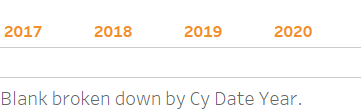 2017 2018 2019 2020
Blank broken down by Cy Date Year.